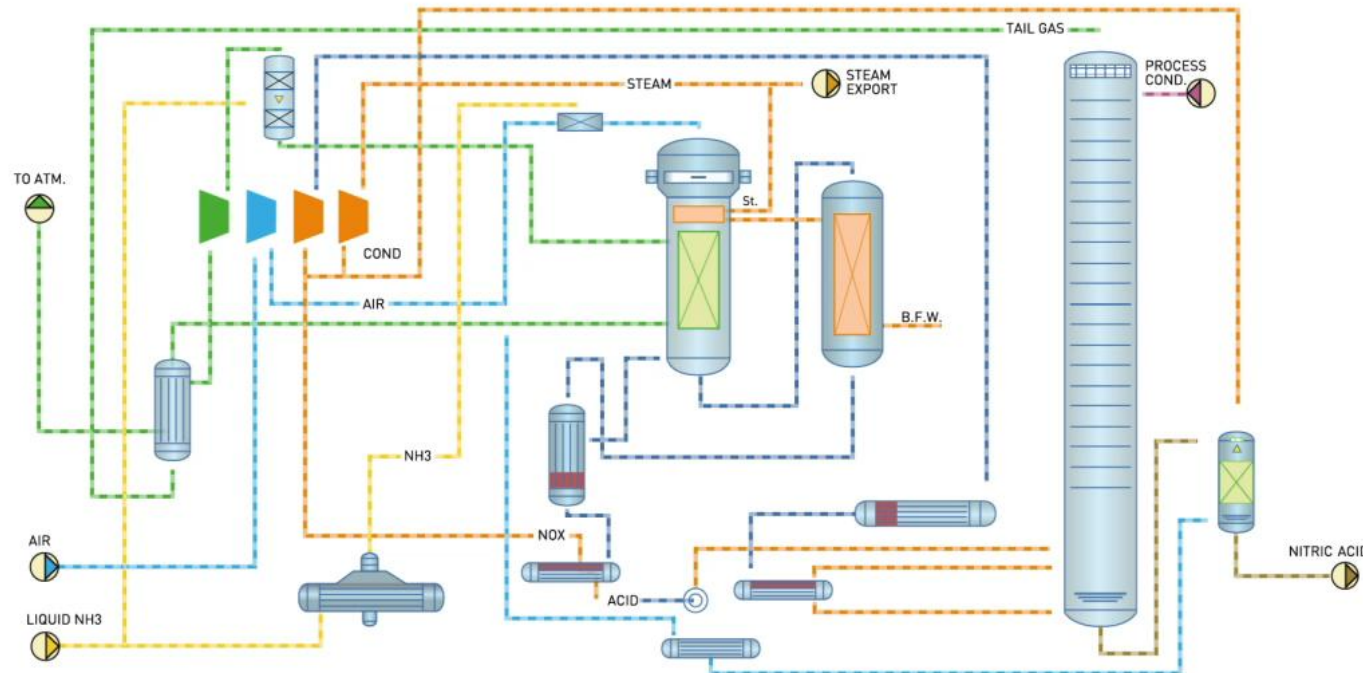 TAIL GAS
PROCESS
COND.
STEAM
STEAM
EXPORT
TO ATM.
St.
COND
AIR
B.F.W.
NH3
NOX
AIR
NITRIC ACID
ACID
LIQUID NH3